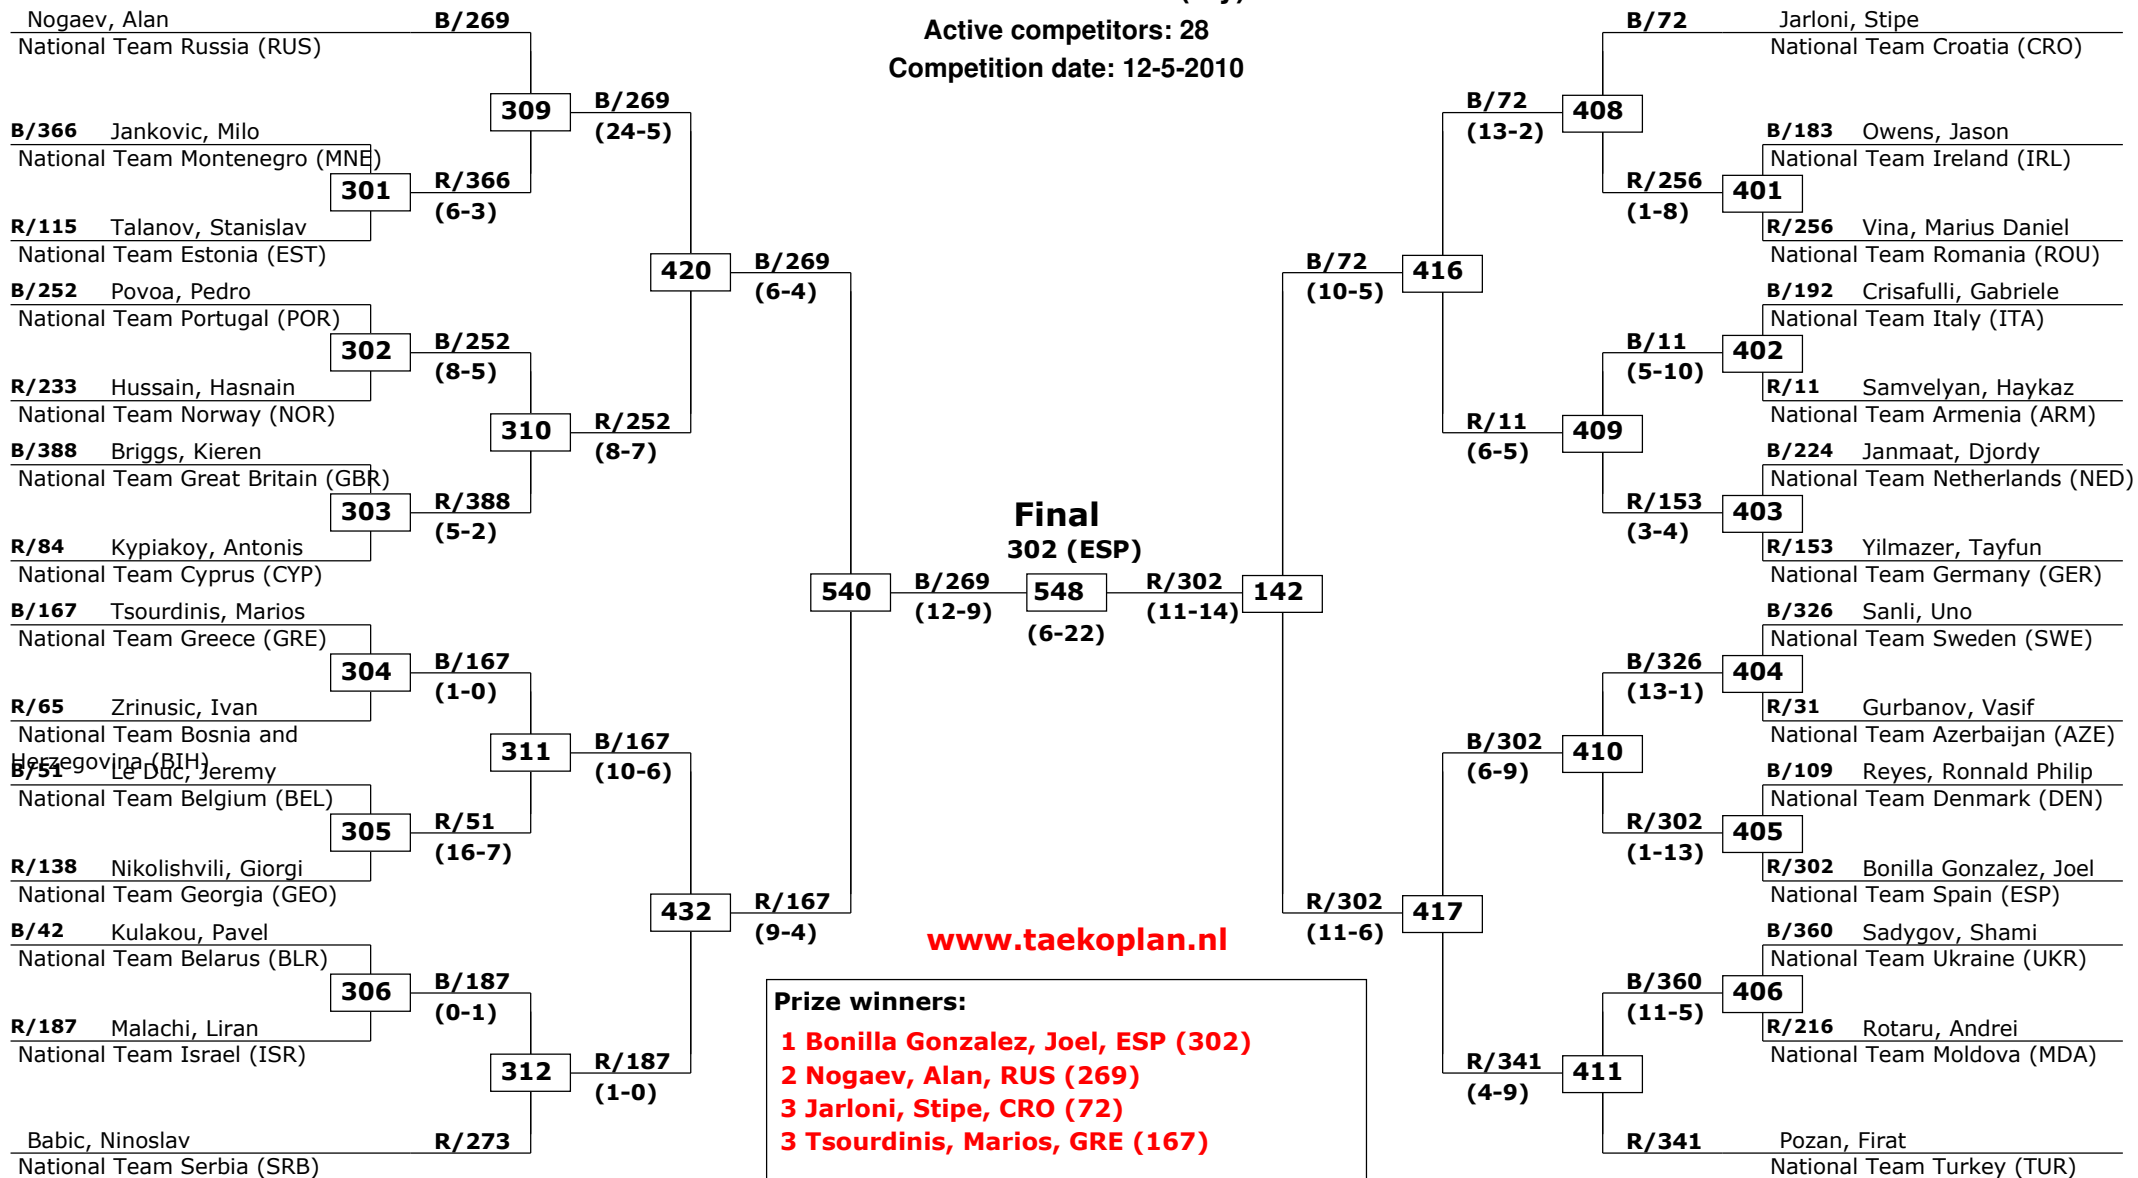 Active competitors: 28
Competition date: 12-5-2010
Nogaev, Alan B/269
National Team Russia (RUS)
309
B/269
(24-5)
B/366 Jankovic, Milo
National Team Montenegro (MNE)
301
R/366
(6-3)
R/115 Talanov, Stanislav
National Team Estonia (EST)
420
B/269
(6-4)
B/252 Povoa, Pedro
National Team Portugal (POR)
302
B/252
(8-5)
R/233 Hussain, Hasnain
National Team Norway (NOR)
310
R/252
(8-7)
B/388 Briggs, Kieren
National Team Great Britain (GBR)
303
R/388
(5-2)
R/84 Kypiakoy, Antonis
National Team Cyprus (CYP)
540
B/269
(12-9)
B/167 Tsourdinis, Marios
National Team Greece (GRE)
304
B/167
(1-0)
R/65 Zrinusic, Ivan
National Team Bosnia and
Herzegovina (BIH)
311
B/167
(10-6)
B/51 Le Duc, Jeremy
National Team Belgium (BEL)
305
R/51
(16-7)
R/138 Nikolishvili, Giorgi
National Team Georgia (GEO)
432
R/167
(9-4)
B/42 Kulakou, Pavel
National Team Belarus (BLR)
306
B/187
(0-1)
R/187 Malachi, Liran
National Team Israel (ISR)
312
R/187
(1-0)
Babic, Ninoslav R/273
National Team Serbia (SRB)
Final
302 (ESP)
548
(6-22)
R/302
(11-14)
142
www.taekoplan.nl
Prize winners:
1 Bonilla Gonzalez, Joel, ESP (302)
2 Nogaev, Alan, RUS (269)
3 Jarloni, Stipe, CRO (72)
3 Tsourdinis, Marios, GRE (167)
B/72 Jarloni, Stipe
National Team Croatia (CRO)
B/72
(13-2)
408
B/183 Owens, Jason
National Team Ireland (IRL)
R/256
(1-8)
401
R/256 Vina, Marius Daniel
National Team Romania (ROU)
B/72
(10-5)
416
B/192 Crisafulli, Gabriele
National Team Italy (ITA)
B/11
(5-10)
402
R/11 Samvelyan, Haykaz
National Team Armenia (ARM)
R/11
(6-5)
409
B/224 Janmaat, Djordy
National Team Netherlands (NED)
R/153
(3-4)
403
R/153 Yilmazer, Tayfun
National Team Germany (GER)
B/326 Sanli, Uno
National Team Sweden (SWE)
B/326
(13-1)
404
R/31 Gurbanov, Vasif
National Team Azerbaijan (AZE)
B/302
(6-9)
410
B/109 Reyes, Ronnald Philip
National Team Denmark (DEN)
R/302
(1-13)
405
R/302 Bonilla Gonzalez, Joel
National Team Spain (ESP)
R/302
(11-6)
417
B/360 Sadygov, Shami
National Team Ukraine (UKR)
B/360
(11-5)
406
R/216 Rotaru, Andrei
National Team Moldova (MDA)
R/341
(4-9)
411
R/341 Pozan, Firat
National Team Turkey (TUR)